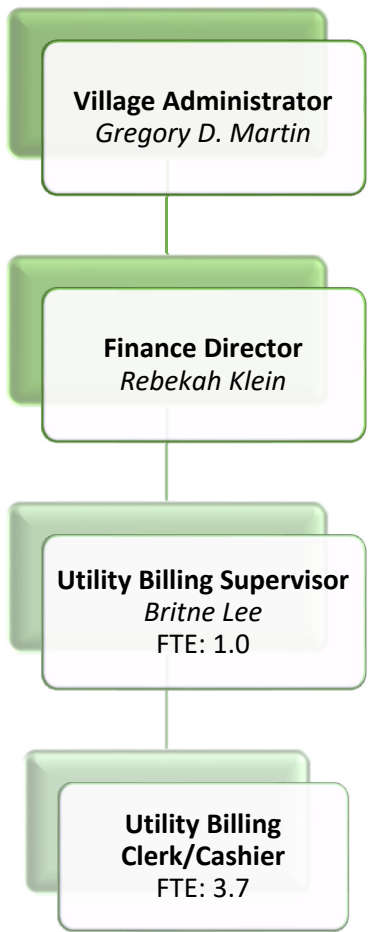 Village Administrator
Gregory D. Martin
Finance Director
Rebekah Klein
Utility Billing Supervisor
Britne Lee
FTE: 1.0
Utility Billing
Clerk/Cashier
FTE: 3.7